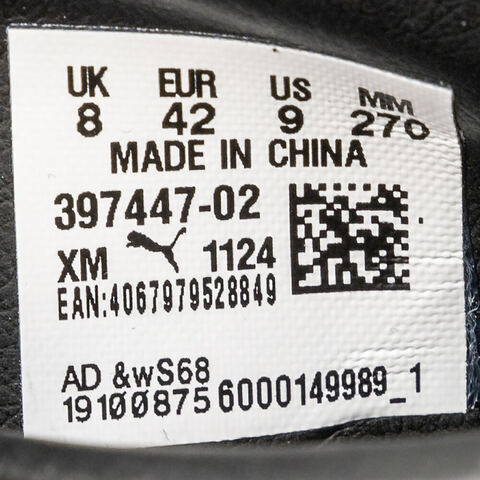 UK EUR US MM
8 42 9 270
MADE IN CHINA
397447-02
XM 1124
EAN:4067979528849
AD &wS68
19100875 6000149989_1